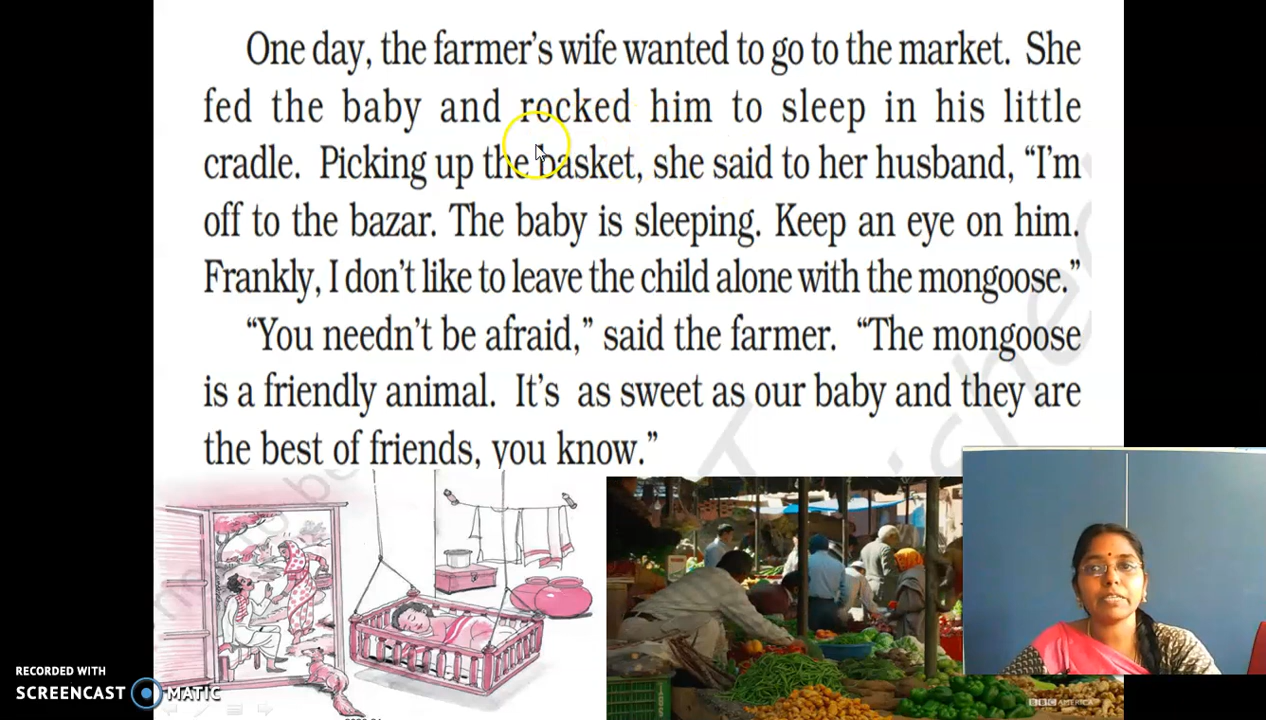 One day, the farmer's wife wanted to go to the market. She
fed the baby and rocked him to sleep in his little
cradle. Picking up the basket, she said to her husband, “I'm
off to the bazar. The baby is sleeping. Keep an eye on him.
Frankly, I don't like to leave the child alone with the mongoose.”
“You needn't be afraid,” said the farmer. “The mongoose
is a friendly animal. It's as sweet as our baby and they are
the best of friends, you know.”
BBC AMERICA
RECORDED WITH
SCREENCAST MATIC